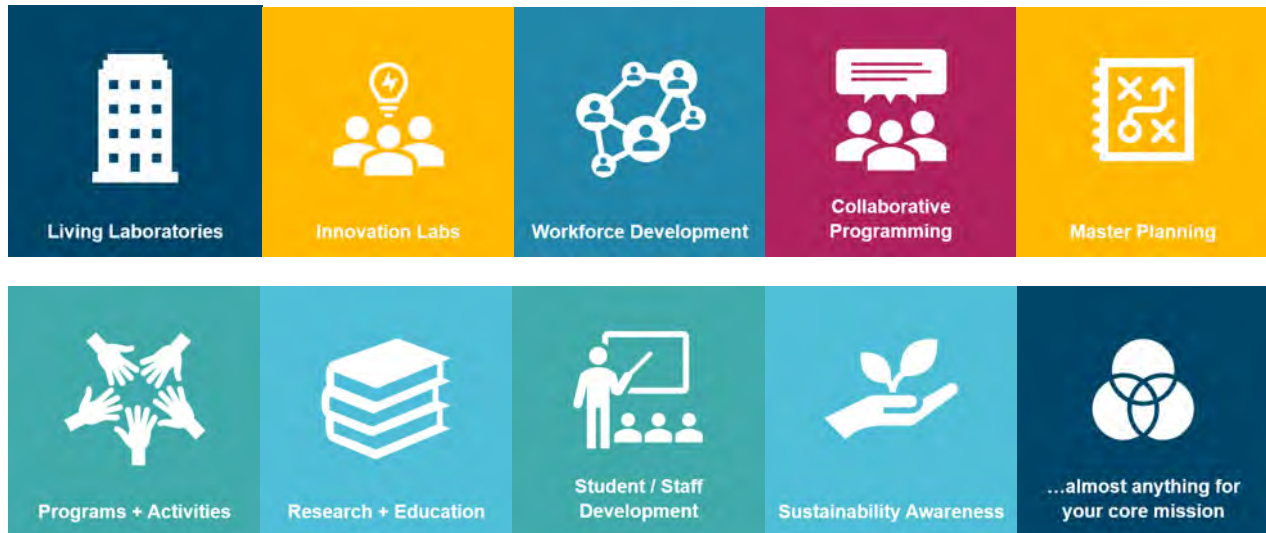 Living Laboratories
Innovation Labs
Workforce Development
Collaborative
Programming
Master Planning
Programs + Activities
Research + Education
Student / Staff
Development
Sustainability Awareness
…almost anything for
your core mission